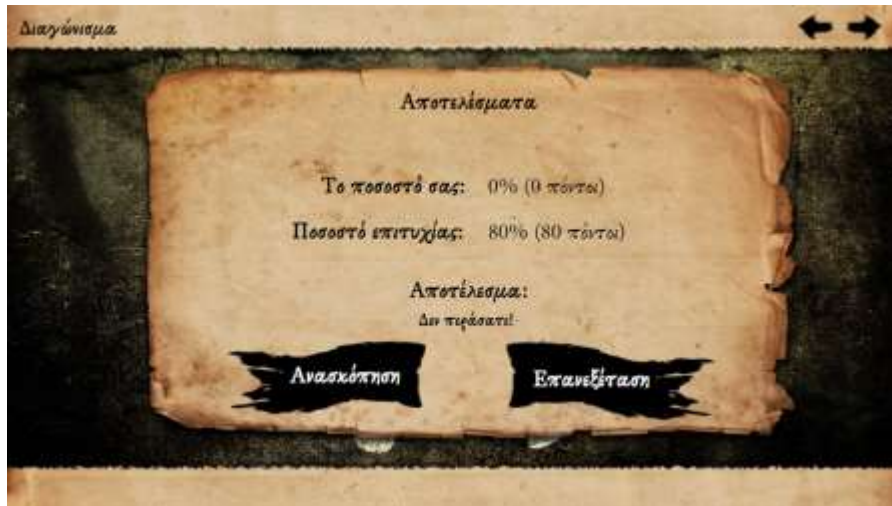 Διαγώνισμα
Αποτελέσματα
Το ποσοστό σας: 0% (0 πόντοι)
Ποσοστό επιτυχίας: 80% (80 πόντοι)
Αποτέλεσμα:
Δεν περάσατε!
Ανασκόπηση Επανεξέταση